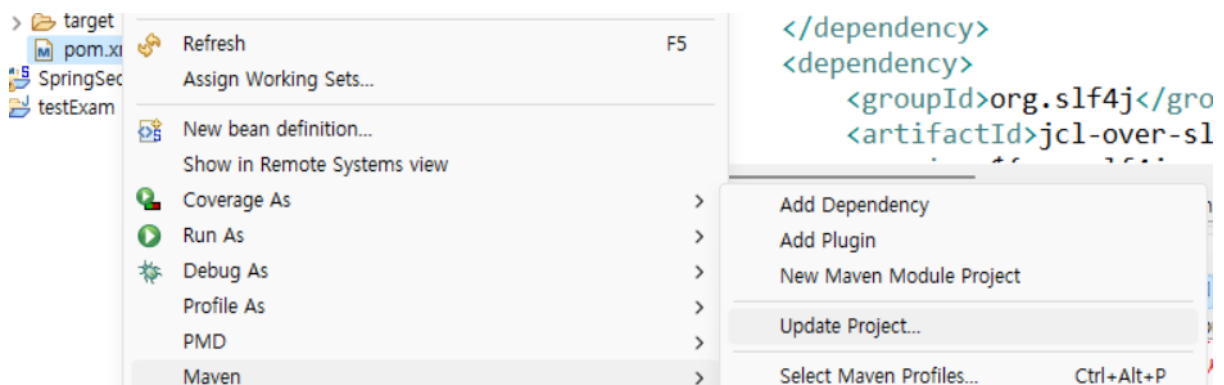 target
pom.x
SpringSec
testExam
Refresh F5
Assign Working Sets...
New bean definition...
Show in Remote Systems view
Coverage As
Run As
Debug As
Profile As
PMD
Maven
</dependency>
<dependency>
<groupId>org.slf4j</gro
<artifactId>jcl-over-sl
Add Dependency
Add Plugin
New Maven Module Project
Update Project...
Select Maven Profiles... Ctrl+Alt+P